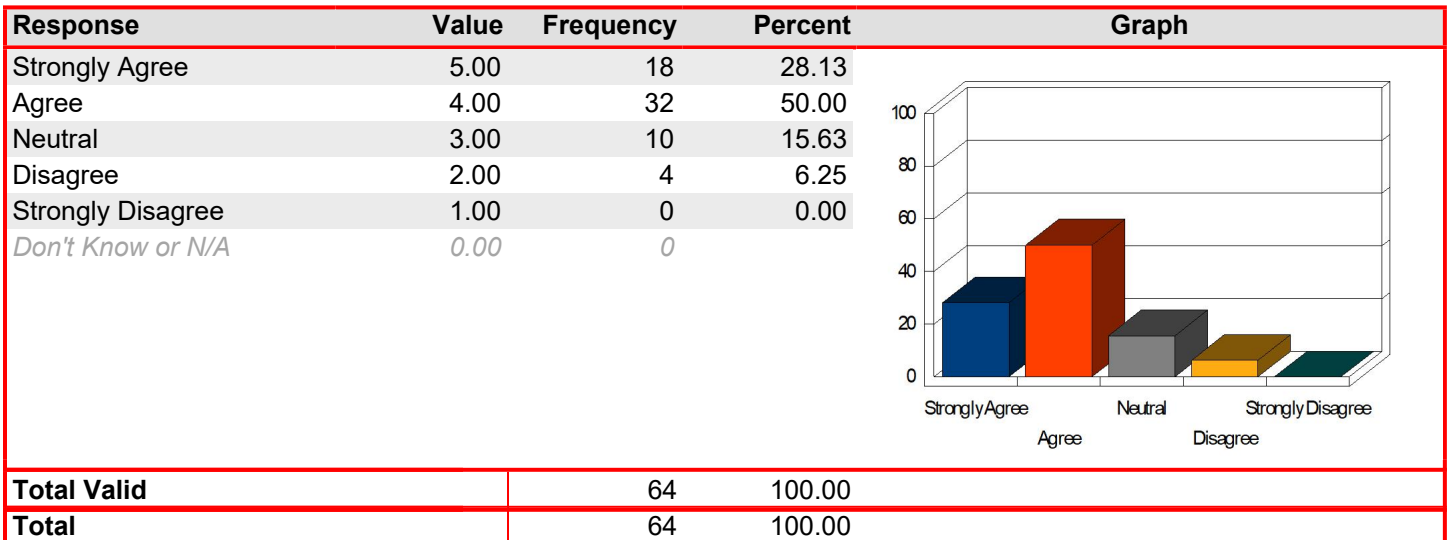 Response Value Frequency Percent Graph
Strongly Agree 5.00 18 28.13
Agree 4.00 32 50.00
Neutral 3.00 10 15.63
Disagree 2.00 4 6.25
Strongly Disagree 1.00 0 0.00
Don't Know or N/A 0.00 0
100
80
60
40
20
0
Strongly Agree Neutral Strongly Disagree
Agree Disagree
Total Valid 64 100.00
Total 64 100.00